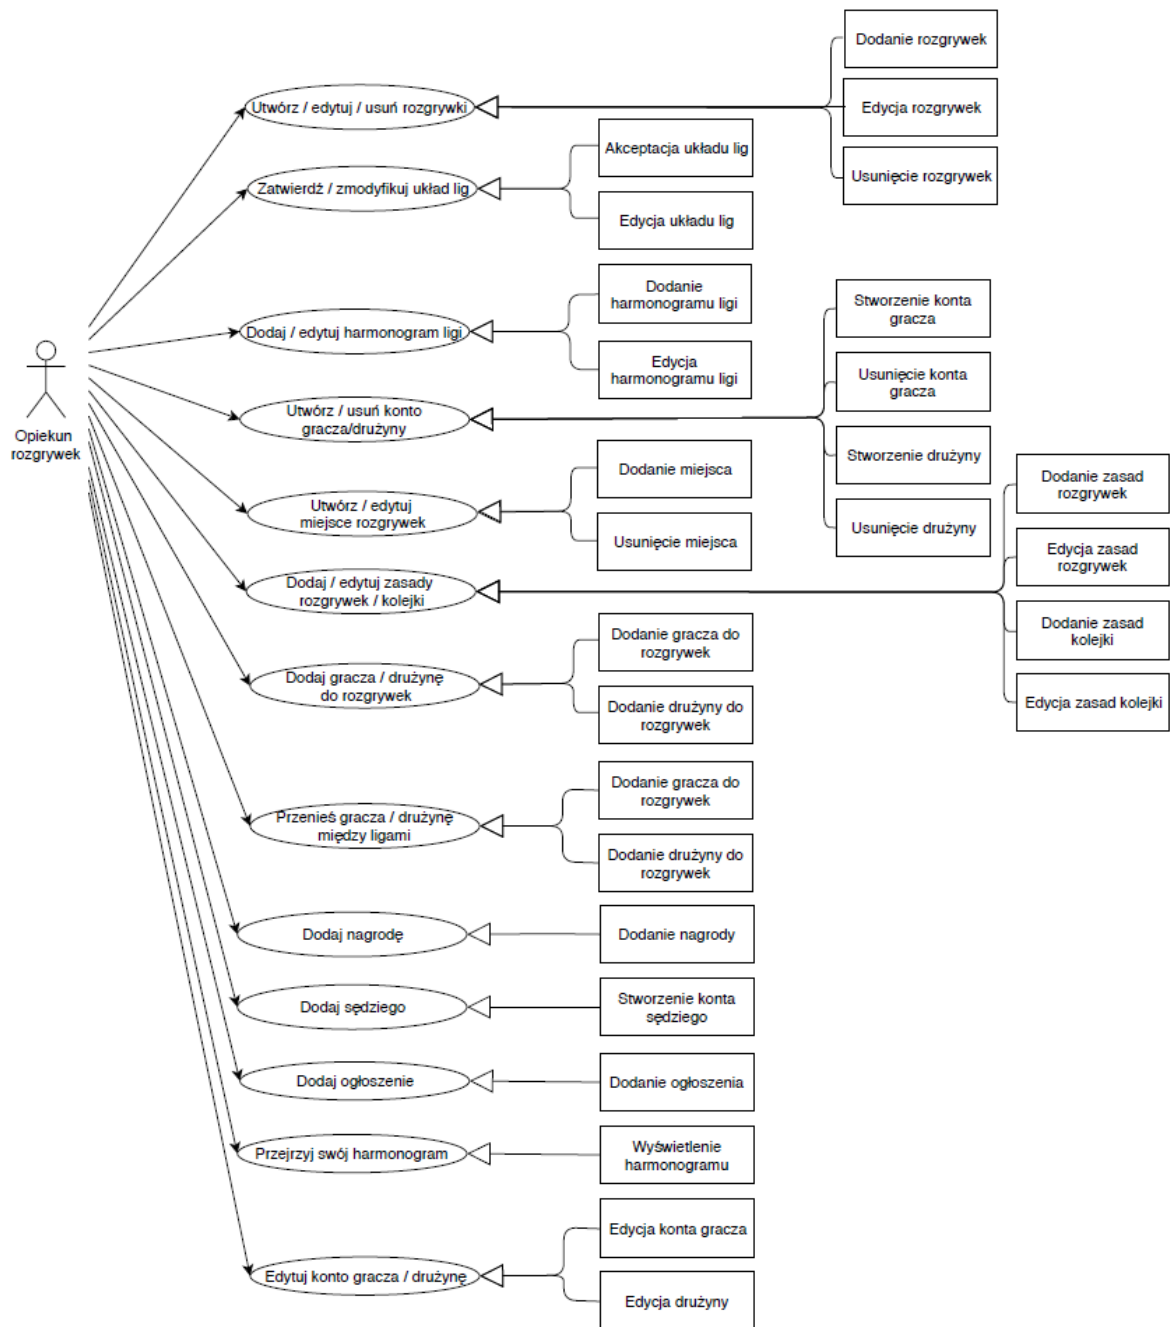 Dodanie rozgrywek
Utwórz / edytuj / usuń rozgrywki
Edycja rozgrywek
Usunięcie rozgrywek
Akceptacja układu lig
Zatwierdź / zmodyfikuj układ lig
Edycja układu lig
Dodanie
harmonogramu ligi
Dodaj / edytuj harmonogram ligi
Edycja
harmonogramu ligi
Stworzenie konta
gracza
Usunięcie konta
gracza
Opiekun
rozgrywek
Utwórz / usuń konto
gracza/drużyny
Stworzenie drużyny
Usunięcie drużyny
Dodanie miejsca
Utwórz / edytuj
miejsce rozgrywek
Usunięcie miejsca
Dodanie zasad
rozgrywek
Edycja zasad
rozgrywek
Dodaj / edytuj zasady
rozgrywek / kolejki
Dodanie zasad
kolejki
Edycja zasad kolejki
Dodanie gracza do
rozgrywek
Dodaj gracza / drużynę
do rozgrywek
Dodanie drużyny do
rozgrywek
Dodanie gracza do
rozgrywek
Przenieś gracza / drużynę
między ligami
Dodanie drużyny do
rozgrywek
Dodaj nagrodę
Dodanie nagrody
Dodaj sędziego
Stworzenie konta
sędziego
Dodaj ogłoszenie
Dodanie ogłoszenia
Przejrzyj swój harmonogram
Wyświetlenie
harmonogramu
Edycja konta gracza
Edytuj konto gracza / drużynę
Edycja drużyny